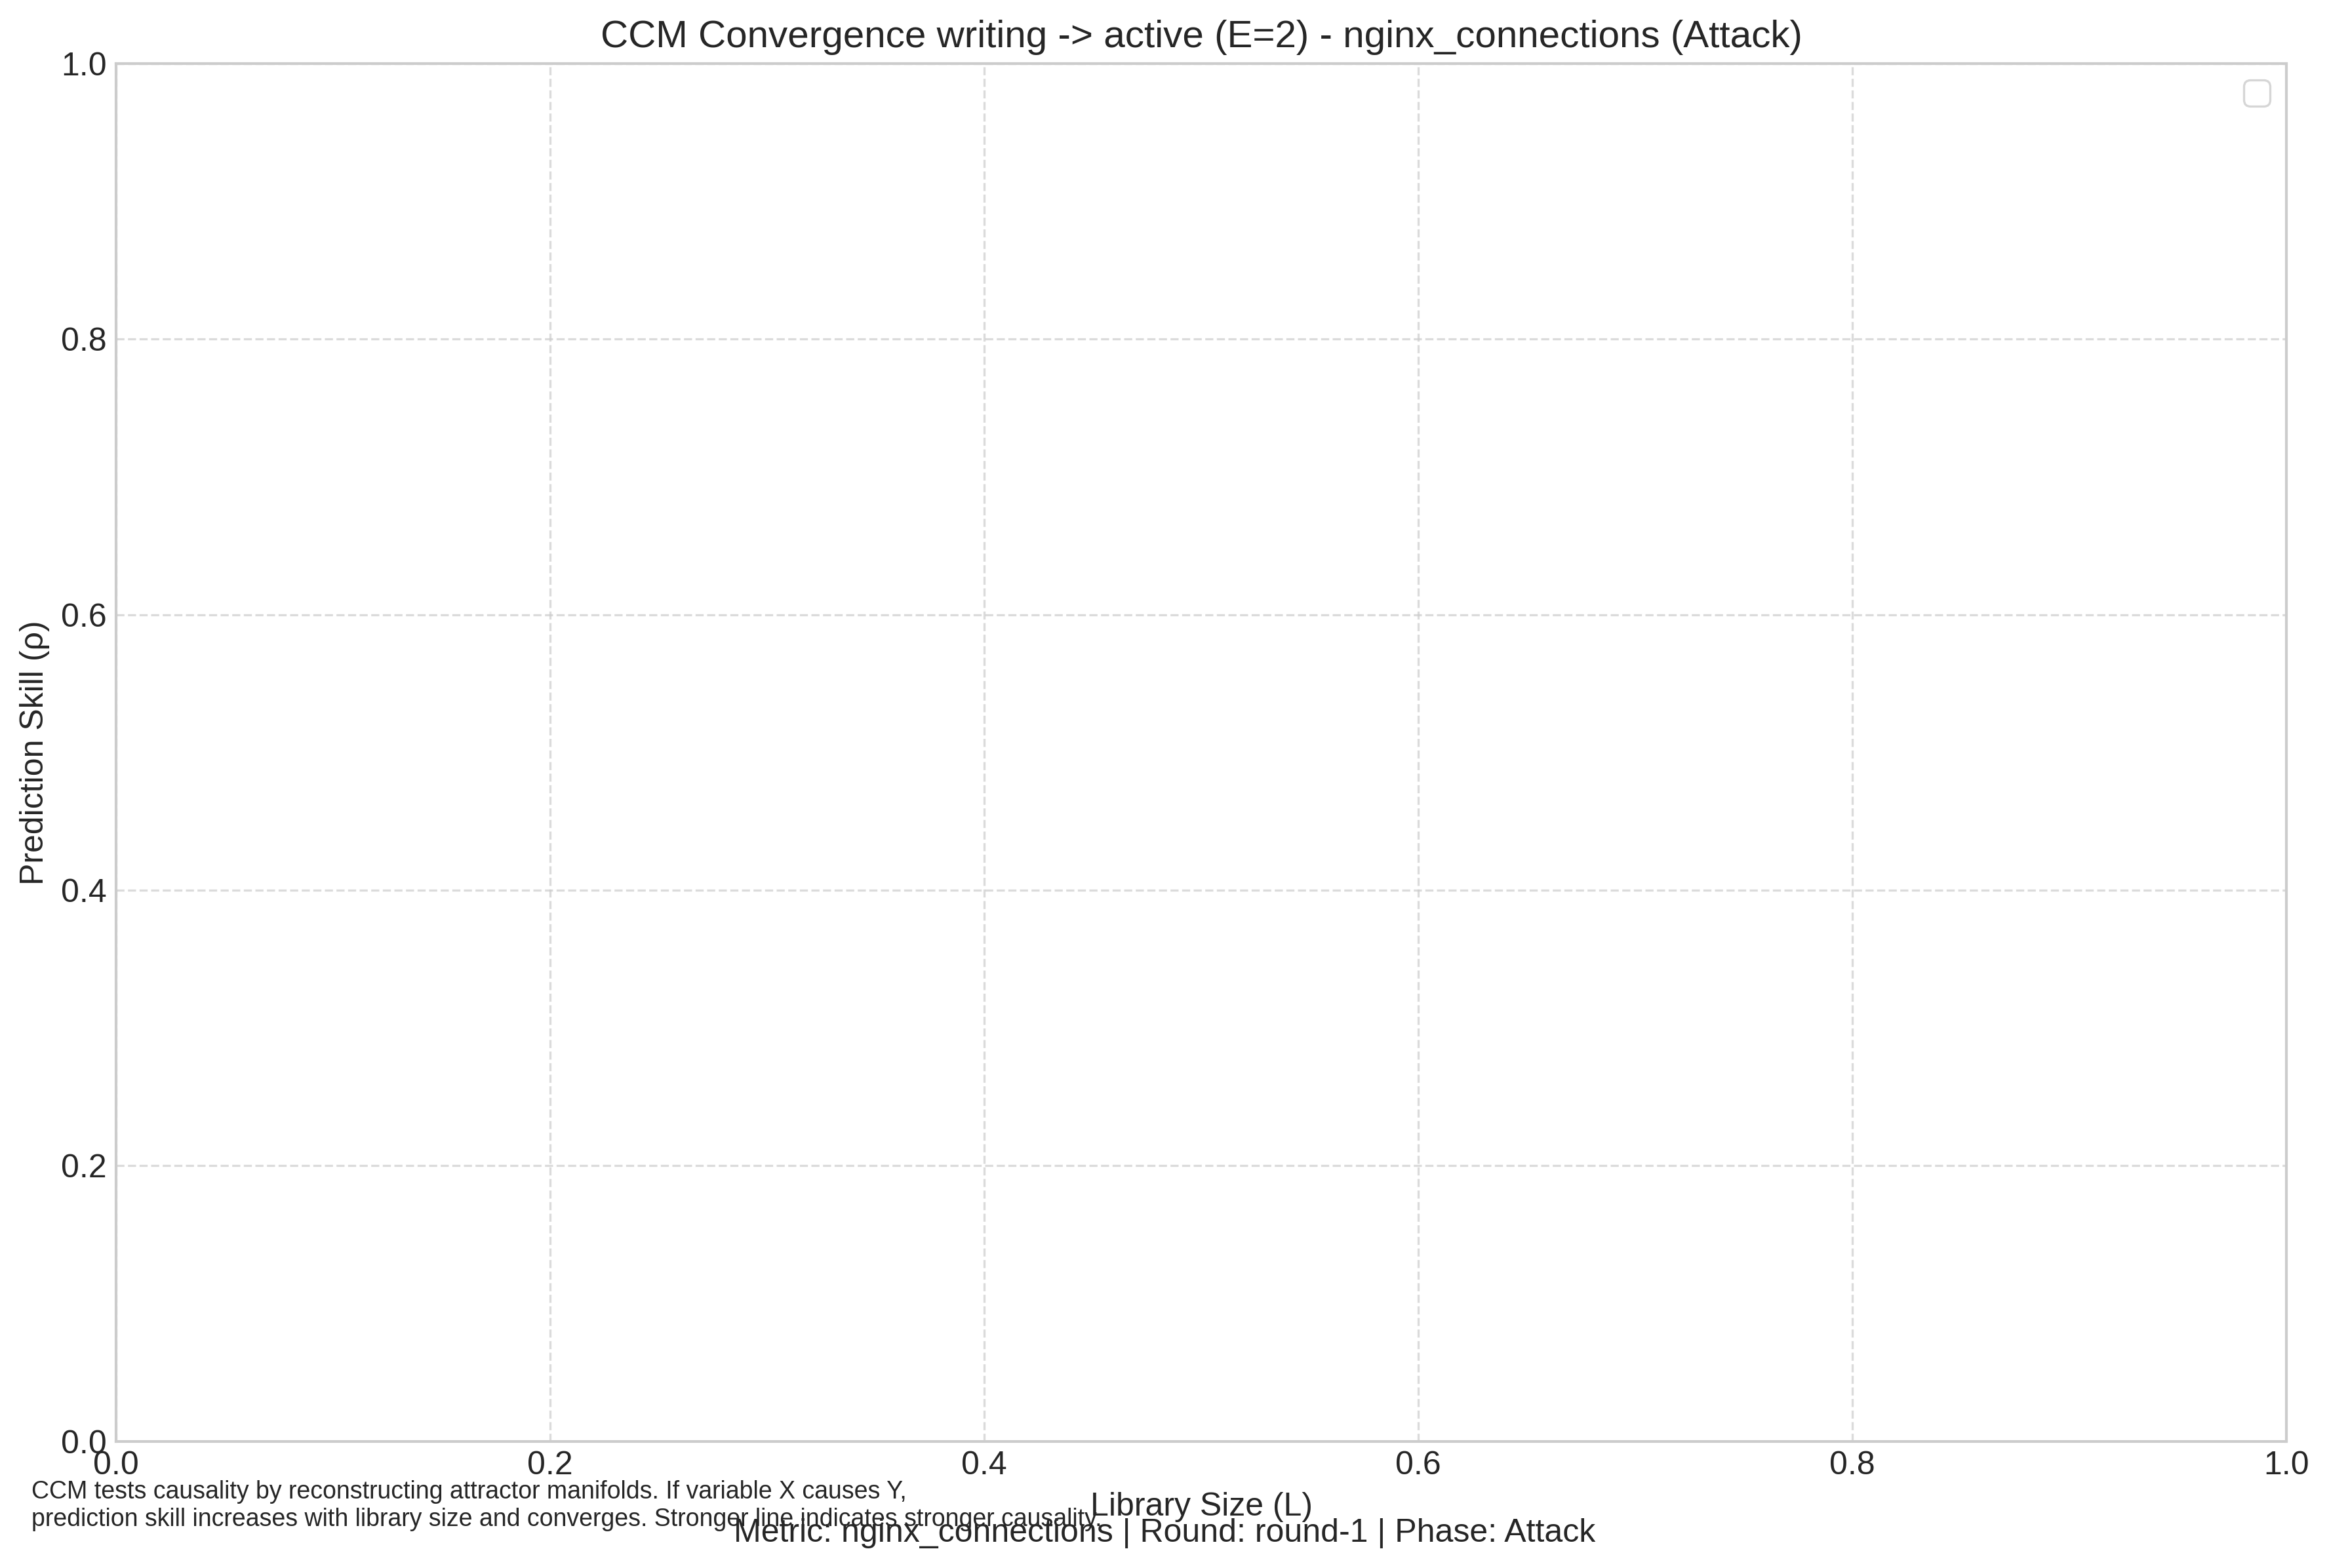 CCM Convergence writing -> active (E=2) - nginx_connections (Attack)
1.0
0.8
0.6
0.4
0.2
0.0
Prediction Skill (ρ)
0.0
0.2
0.4
0.6
0.8
1.0
Library Size (L)
CCM tests causality by reconstructing attractor manifolds. If variable X causes Y,
prediction skill increases with library size and converges. Stronger line indicates stronger causality.
Metric: nginx_connections | Round: round-1 | Phase: Attack